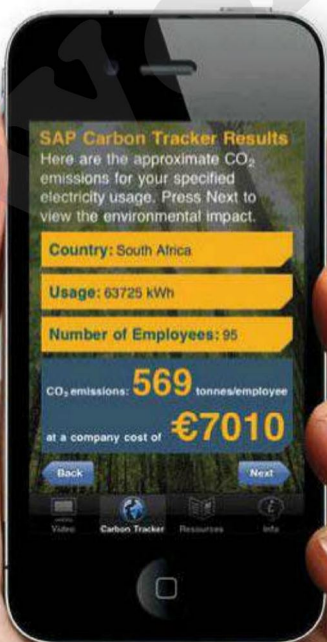 SAP Carbon Tracker Results
Here are the approximate CO₂
emissions for your specified
electricity usage. Press Next to
view the environmental impact.
Country: South Africa
Usage: 63725 kWh
Number of Employees: 95
CO₂ emissions: 569 tonnes/employee
at a company cost of €7010
Back Next
Video Carbon Tracker Resources Info